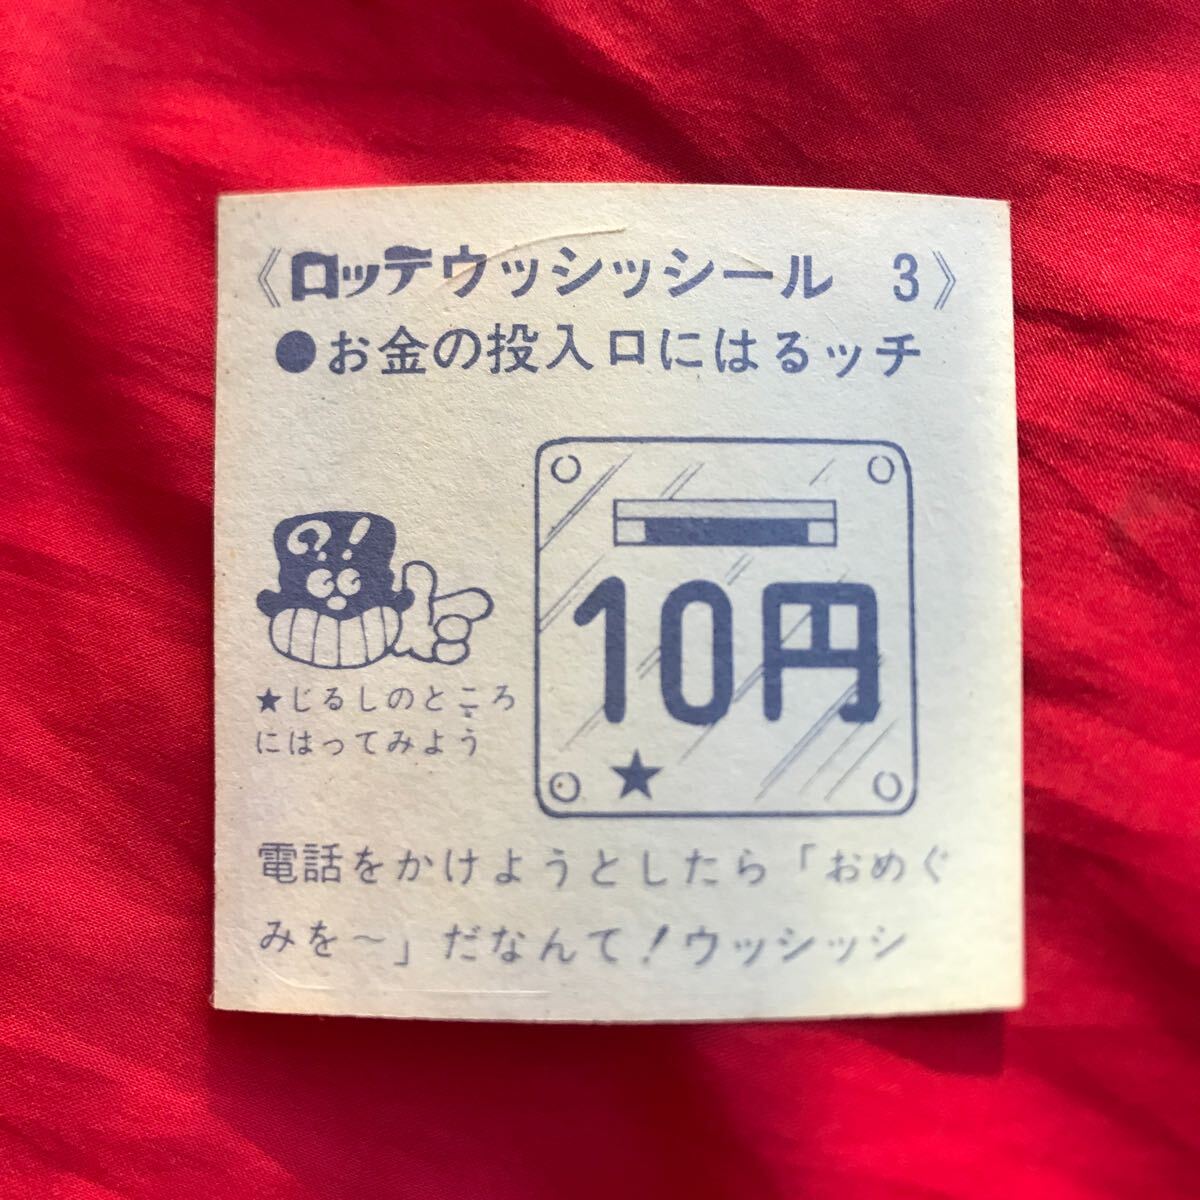 《ロッテウッシッシール 3》
●お金の投入口にはるッチ
?!
10円
★
★じるしのところ
にはってみよう
電話をかけようとしたら「おめぐ
みを〜」だなんて!ウッシッシ